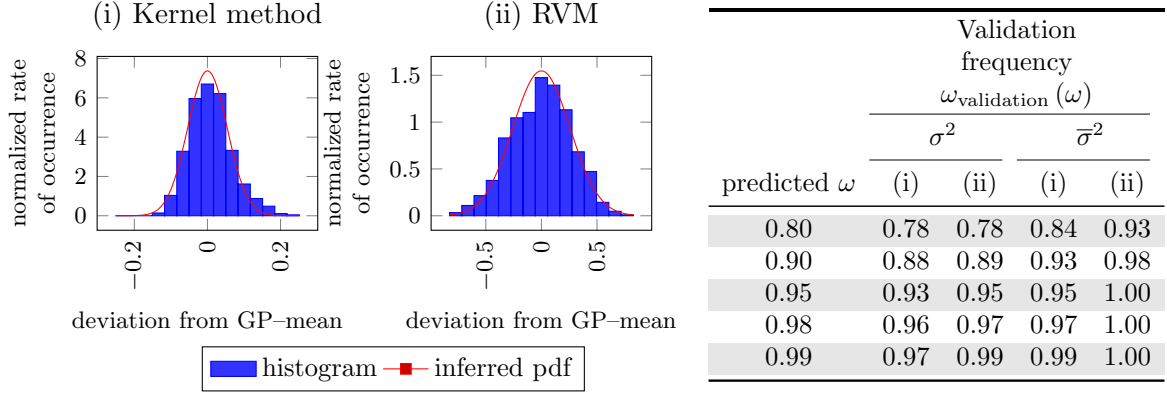 (i) Kernel method
(ii) RVM
normalized rate
of occurrence
8
6
4
2
0
−0.2
0
0.2
deviation from GP–mean
normalized rate
of occurrence
1.5
1
0.5
0
−0.5
0
0.5
deviation from GP–mean
histogram inferred pdf
Validation
frequency
ω_validation (ω)
σ² σ̅²
predicted ω (i) (ii) (i) (ii)
0.80 0.78 0.78 0.84 0.93
0.90 0.88 0.89 0.93 0.98
0.95 0.93 0.95 0.95 1.00
0.98 0.96 0.97 0.97 1.00
0.99 0.97 0.99 0.99 1.00